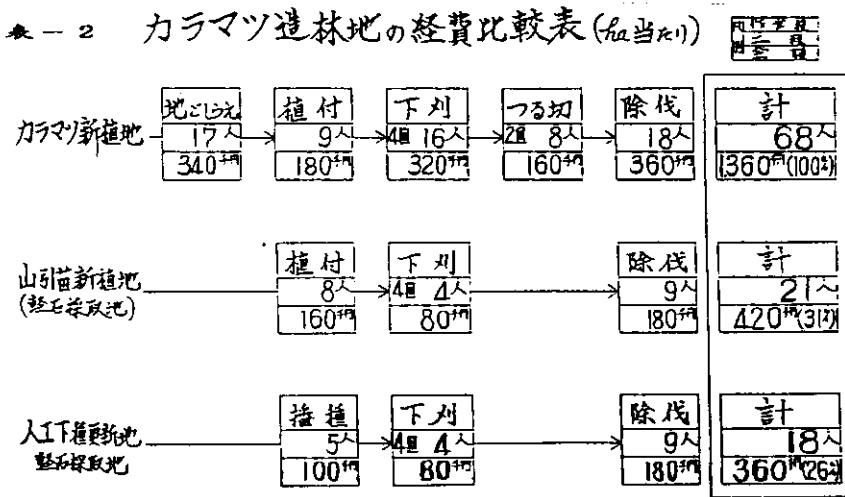 表－2 カラマツ造林地の経費比較表(ha当たり)
作業種
人役
経費
カラマツ新植地
地ごしらえ 植付 下刈 つる切 除伐 計
17人 9人 4回 16人 2回 8人 18人 68人
340千円 180千円 320千円 160千円 360千円 1360千円(100%)
山引苗新植地
(堅石採取地)
植付 下刈 除伐 計
8人 4回 4人 9人 21人
160千円 80千円 180千円 420千円(31%)
人工下種更新地
堅石採取地
播種 下刈 除伐 計
5人 4回 4人 9人 18人
100千円 80千円 180千円 360千円(26%)